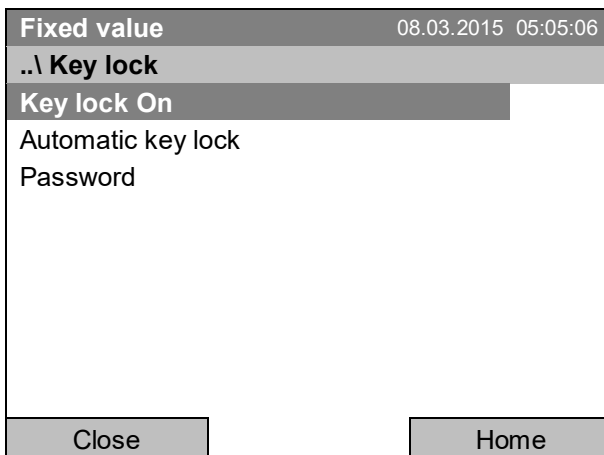 Fixed value 08.03.2015 05:05:06
..\ Key lock
Key lock On
Automatic key lock
Password
Close Home